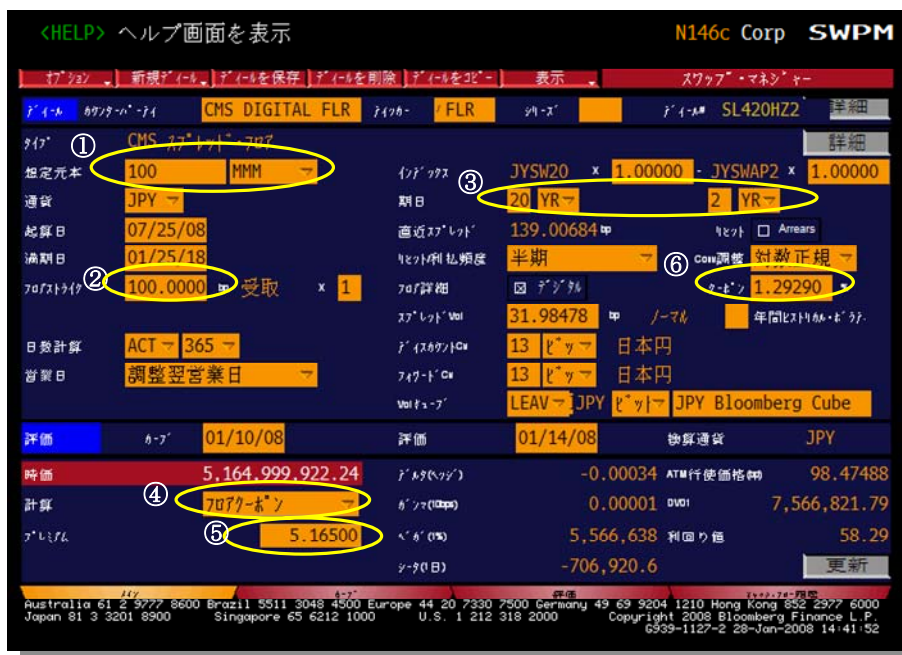 <HELP> ヘルプ画面を表示 N146c Corp SWPM
オプション 新規ディール ディールを保存 ディールを削除 ディールをコピー 表示 スワップ・マネジャー
ディール カウンターパーティ CMS DIGITAL FLR ティッカー / FLR シリーズ ディール# SL420HZ2 詳細
タイプ ① CMS スプレッド・フロア 詳細
想定元本 100 MMM インデックス ③ JYSW20 x 1.00000 - JYSWAP2 x 1.00000
通貨 JPY 期日 20 YR 2 YR
起算日 07/25/08 直近スプレッド 139.00684 bp リセット Arrears
満期日 01/25/18 リセット/利払頻度 半期 ⑥ Conv調整 対数正規
フロアストライク ② 100.0000 bp 受取 x 1 フロア詳細 デジタル クーポン 1.29290 %
スプレッドVol 31.98478 bp ノーマル 年間ヒストリカル・ボラティ
日数計算 ACT 365 ディスカウントC# 13 ビッド 日本円
営業日 調整翌営業日 フォワードC# 13 ビッド 日本円
Volキューブ LEAV JPY ビット JPY Bloomberg Cube
評価 カーブ 01/10/08 評価 01/14/08 換算通貨 JPY
時価 5,164,999,922.24 デルタ(ヘッジ) -0.00034 ATM行使価格 98.47488
計算 ④ フロアクーポン ガンマ(10bps) 0.00001 DV01 7,566,821.79
プレミアム ⑤ 5.16500 ベガ(1%) 5,566,638 利回り値 58.29
シータ(1日) -706,920.6 更新
メイン カーブ 評価 キャッシュフロー履歴
Australia 61 2 9777 8600 Brazil 5511 3048 4500 Europe 44 20 7330 7500 Germany 49 69 9204 1210 Hong Kong 852 2977 6000
Japan 81 3 3201 8900 Singapore 65 6212 1000 U.S. 1 212 318 2000 Copyright 2008 Bloomberg Finance L.P.
G939-1127-2 28-Jan-2008 14:41:52